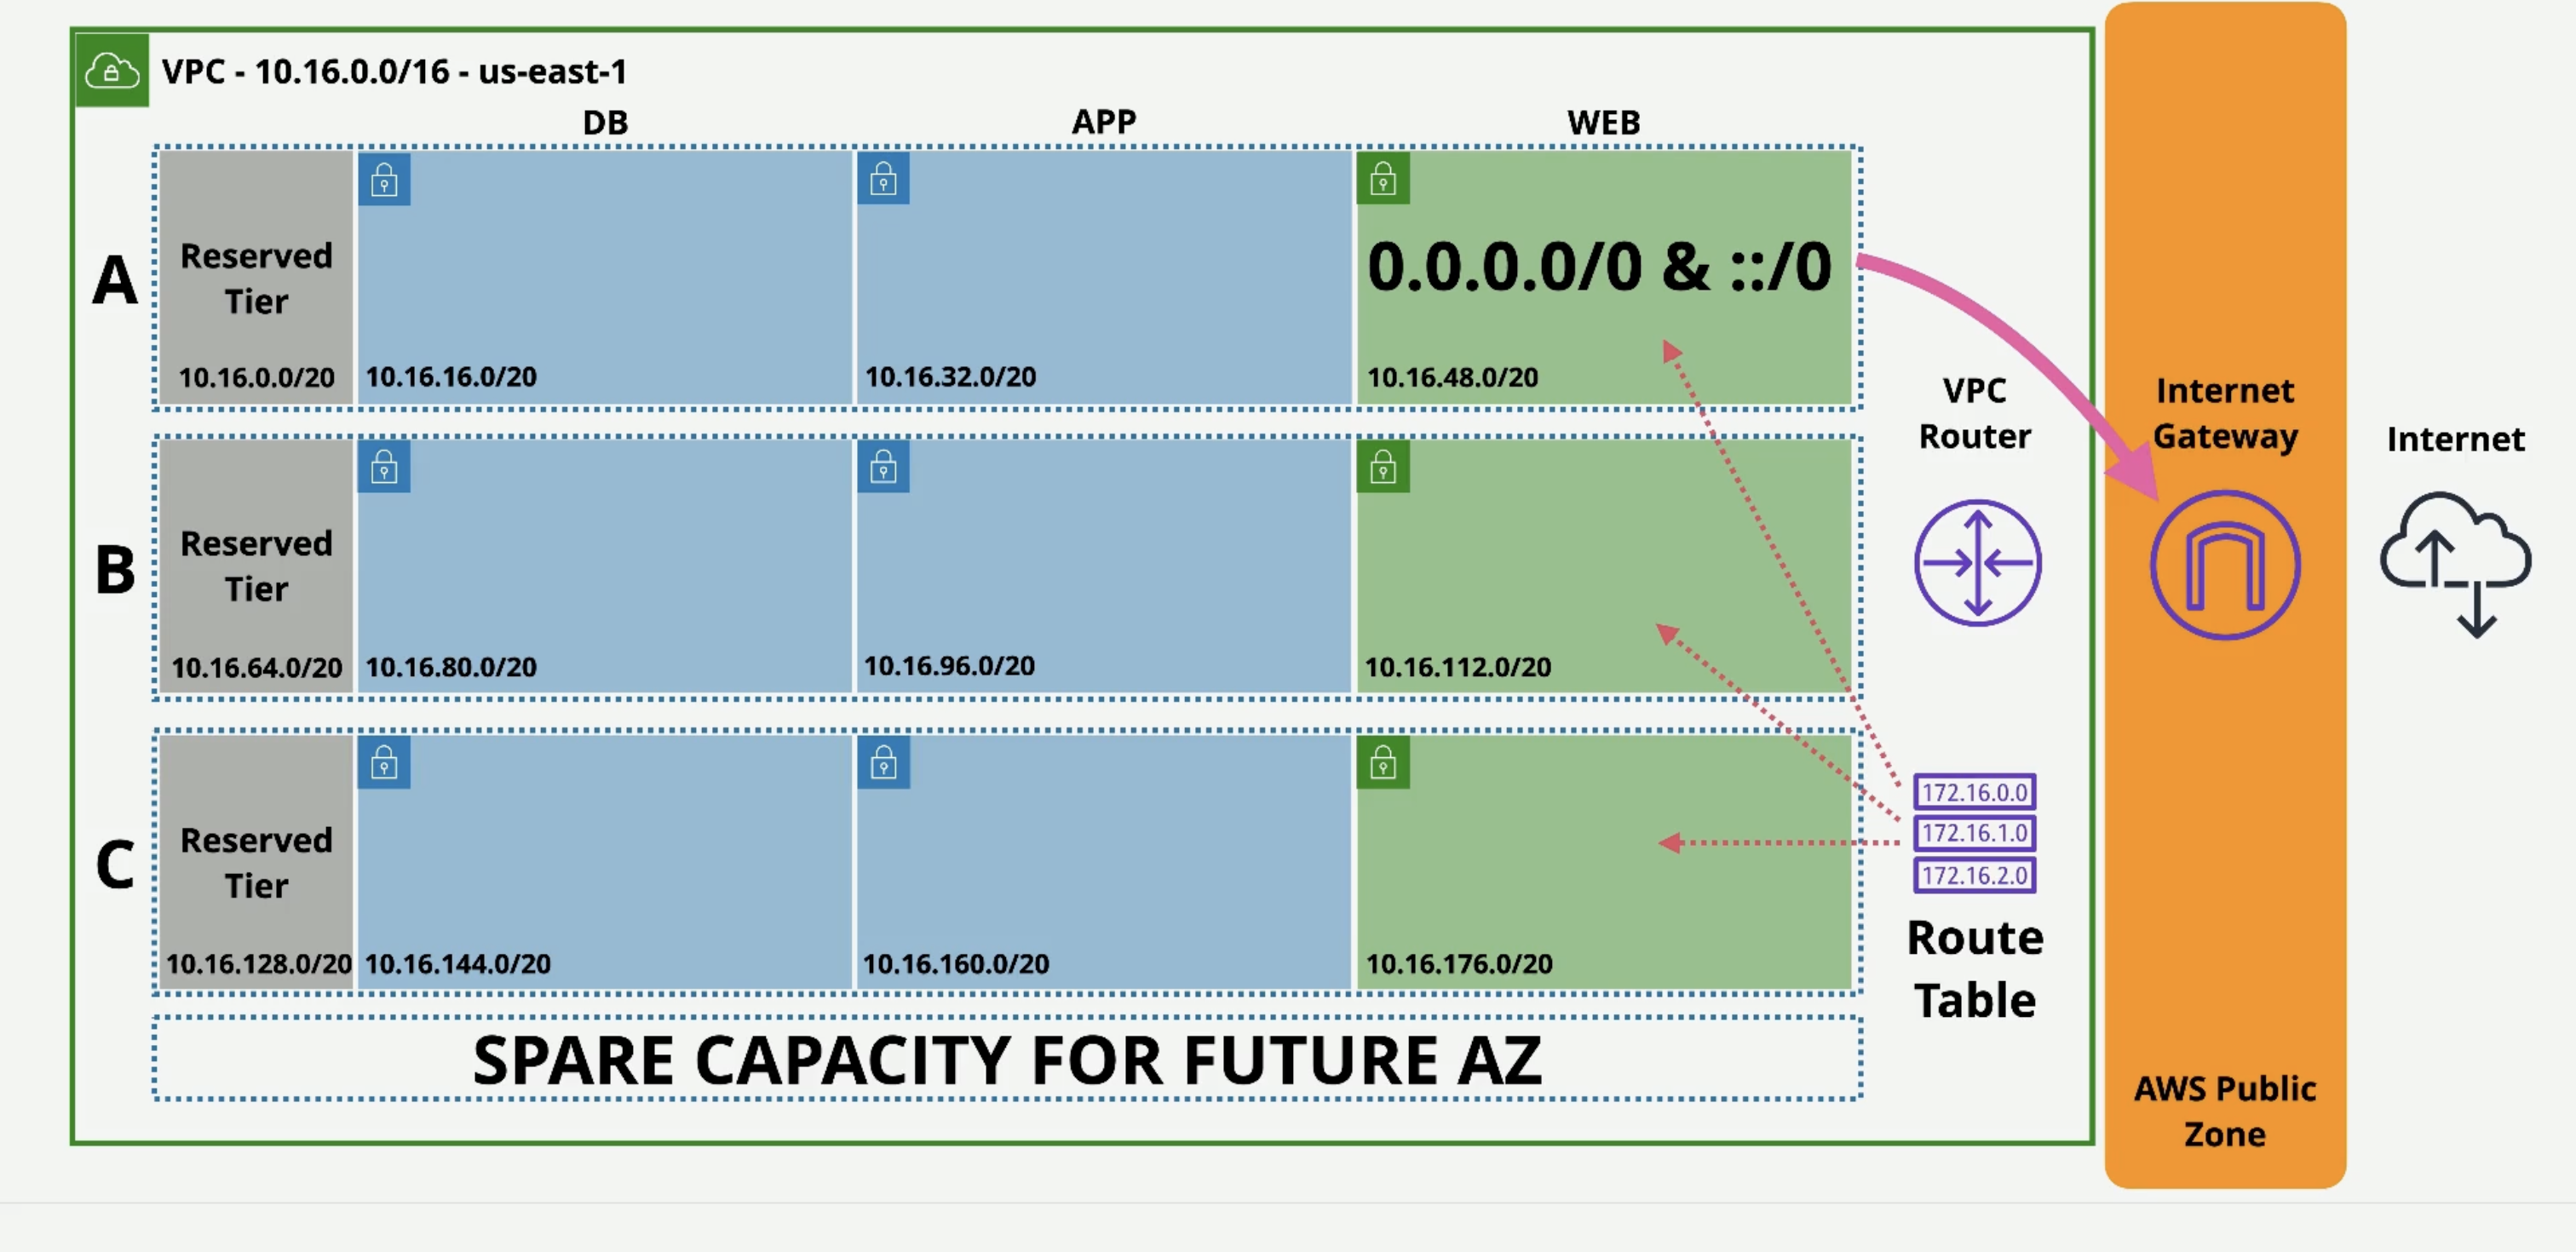 VPC - 10.16.0.0/16 - us-east-1
DB
APP
WEB
A
Reserved
Tier
10.16.0.0/20
10.16.16.0/20
10.16.32.0/20
0.0.0.0/0 & ::/0
10.16.48.0/20
B
Reserved
Tier
10.16.64.0/20
10.16.80.0/20
10.16.96.0/20
10.16.112.0/20
C
Reserved
Tier
10.16.128.0/20
10.16.144.0/20
10.16.160.0/20
10.16.176.0/20
SPARE CAPACITY FOR FUTURE AZ
VPC
Router
172.16.0.0
172.16.1.0
172.16.2.0
Route
Table
Internet
Gateway
AWS Public
Zone
Internet